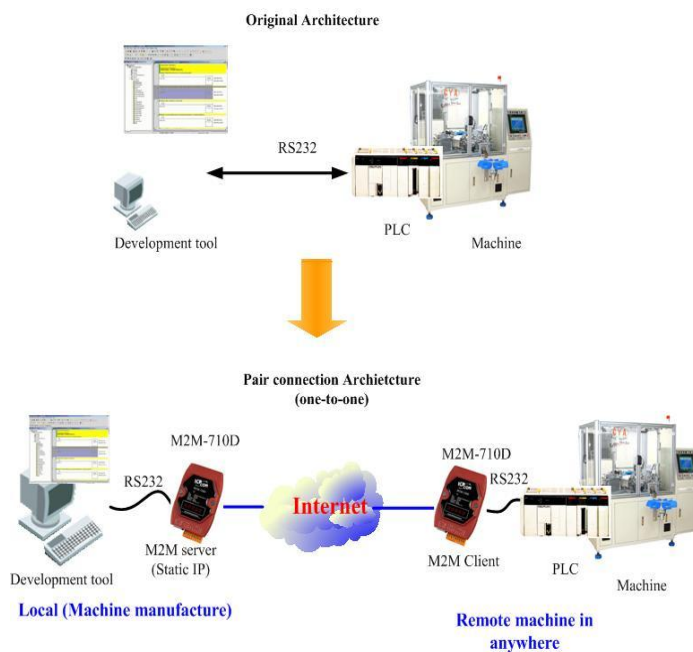 Original Architecture
RS232
PLC
Development tool
Machine
Pair connection Archietcture
(one-to-one)
M2M-710D
M2M-710D
RS232
RS232
Internet
M2M server
(Static IP)
M2M Client
PLC
Development tool
Machine
Local (Machine manufacture)
Remote machine in
anywhere